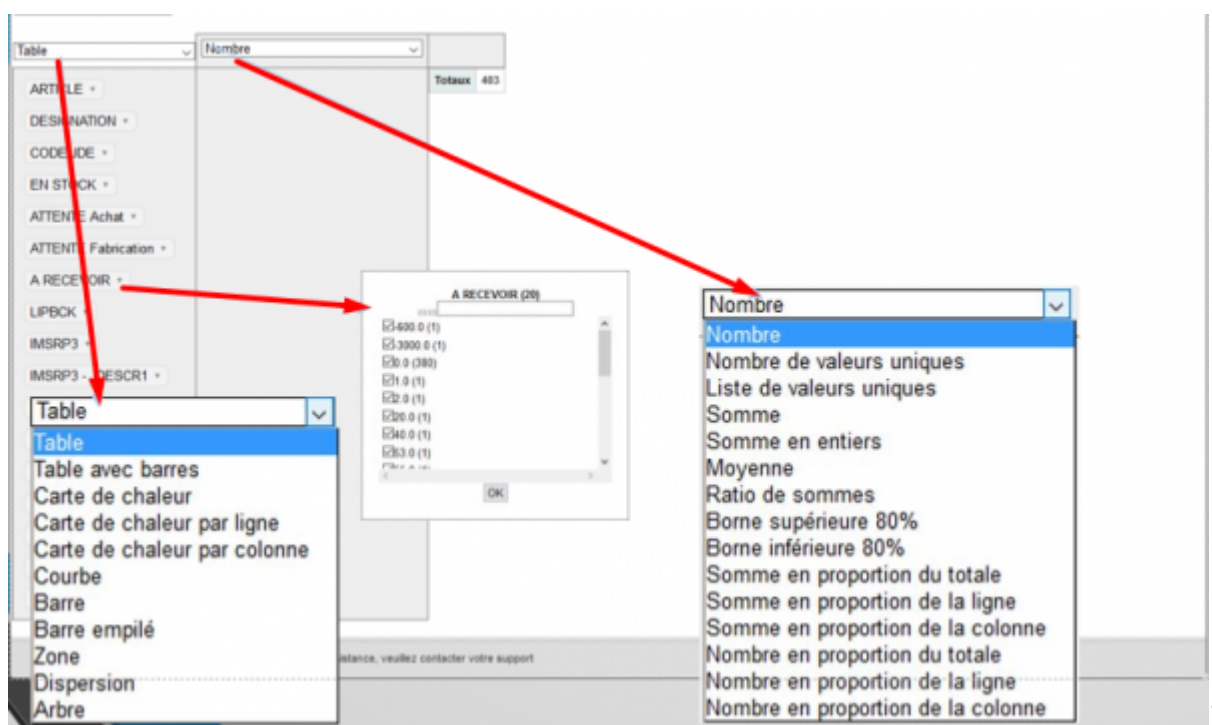 Table
Nombre
Totaux 403
ARTICLE
DESIGNATION
CODEUDE
EN STOCK
ATTENTE Achat
ATTENTE Fabrication
A RECEVOIR
LIPBCK
IMSRP3
IMSRP3 - DESCR1
A RECEVOIR (20)
-600.0 (1)
-3000.0 (1)
0.0 (380)
1.0 (1)
2.0 (1)
20.0 (1)
40.0 (1)
53.0 (1)
OK
Table
Table
Table avec barres
Carte de chaleur
Carte de chaleur par ligne
Carte de chaleur par colonne
Courbe
Barre
Barre empilé
Zone
Dispersion
Arbre
Nombre
Nombre
Nombre de valeurs uniques
Liste de valeurs uniques
Somme
Somme en entiers
Moyenne
Ratio de sommes
Borne supérieure 80%
Borne inférieure 80%
Somme en proportion du totale
Somme en proportion de la ligne
Somme en proportion de la colonne
Nombre en proportion du totale
Nombre en proportion de la ligne
Nombre en proportion de la colonne
istance, veuillez contacter votre support